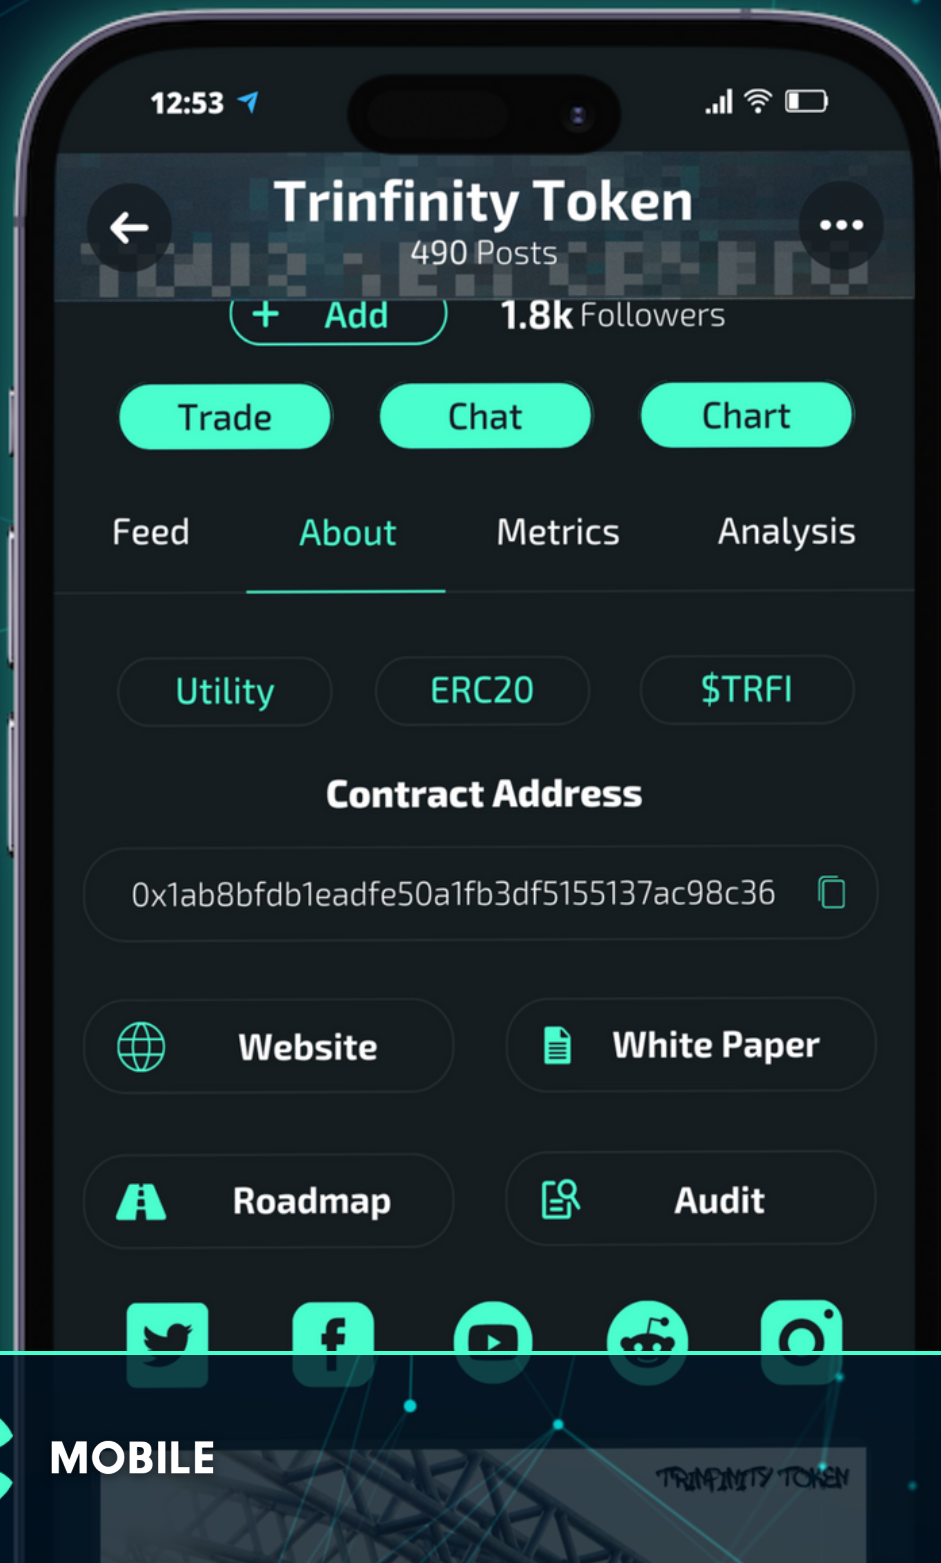 12:53
Trinfinity Token
490 Posts
+ Add 1.8k Followers
Trade Chat Chart
Feed About Metrics Analysis
Utility ERC20 $TRFI
Contract Address
0x1ab8bfdb1eadfe50a1fb3df5155137ac98c36
Website White Paper
Roadmap Audit
MOBILE
TRINFINITY TOKEN